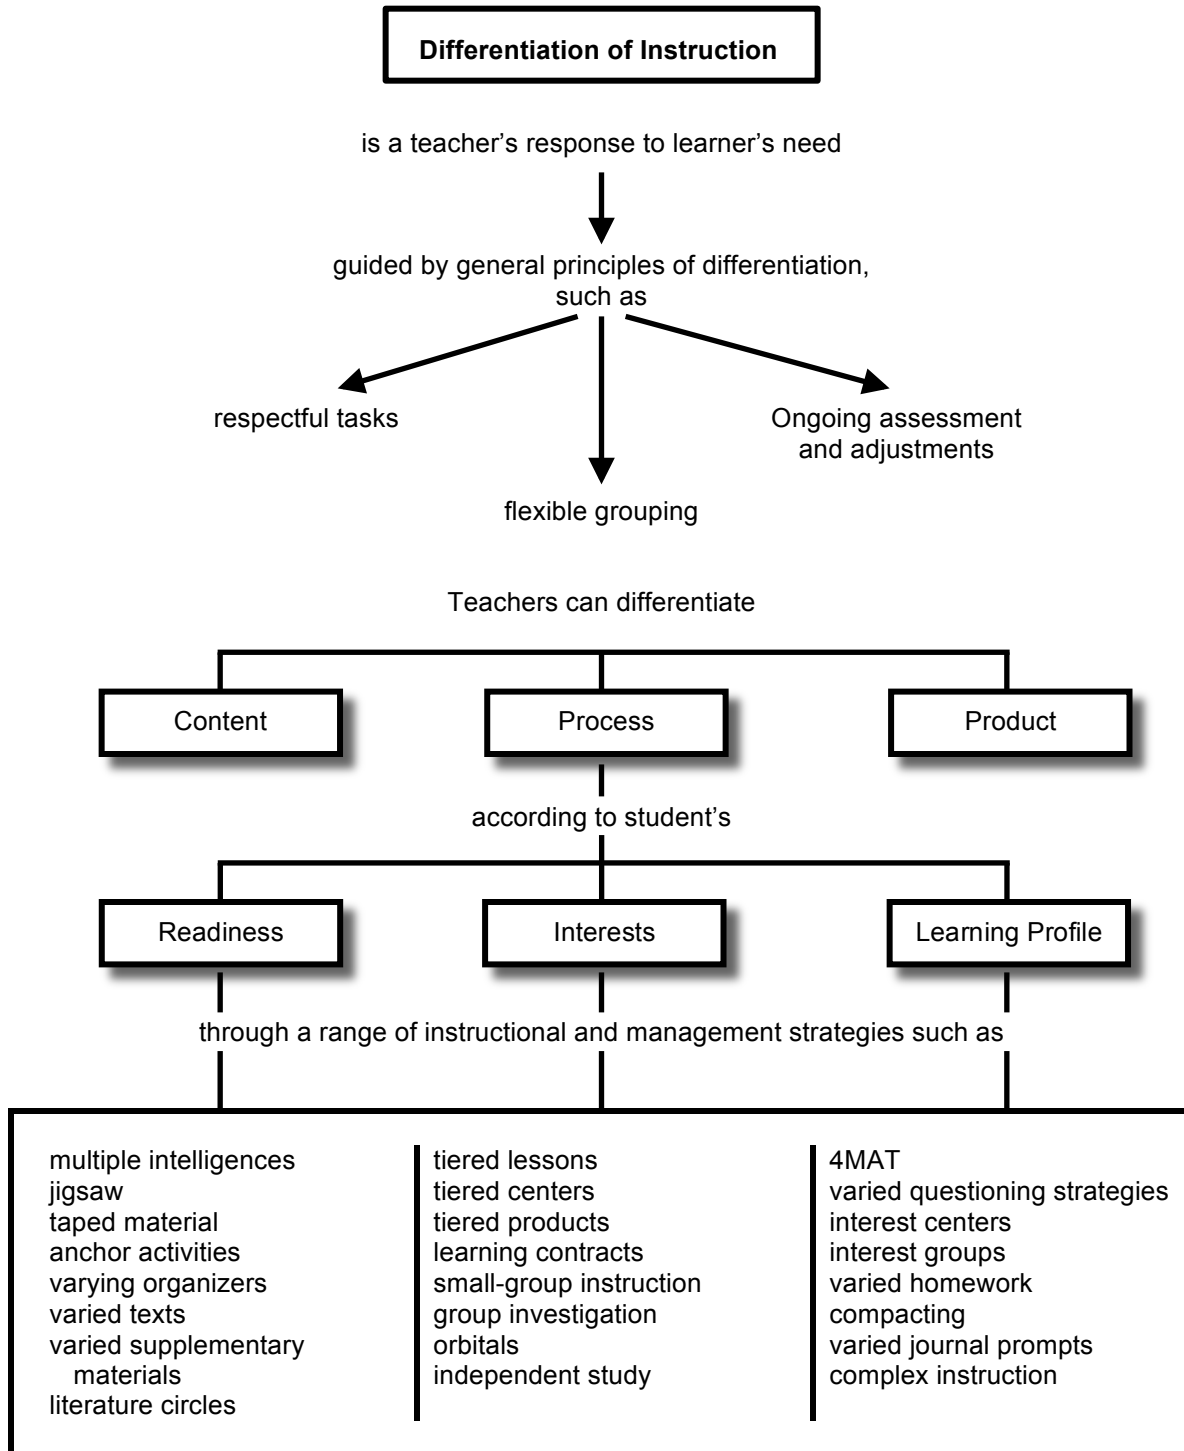 Differentiation of Instruction
is a teacher’s response to learner’s need
guided by general principles of differentiation,
such as
respectful tasks
Ongoing assessment
and adjustments
flexible grouping
Teachers can differentiate
Content
Process
Product
according to student’s
Readiness
Interests
Learning Profile
through a range of instructional and management strategies such as
multiple intelligences
jigsaw
taped material
anchor activities
varying organizers
varied texts
varied supplementary
materials
literature circles
tiered lessons
tiered centers
tiered products
learning contracts
small-group instruction
group investigation
orbitals
independent study
4MAT
varied questioning strategies
interest centers
interest groups
varied homework
compacting
varied journal prompts
complex instruction